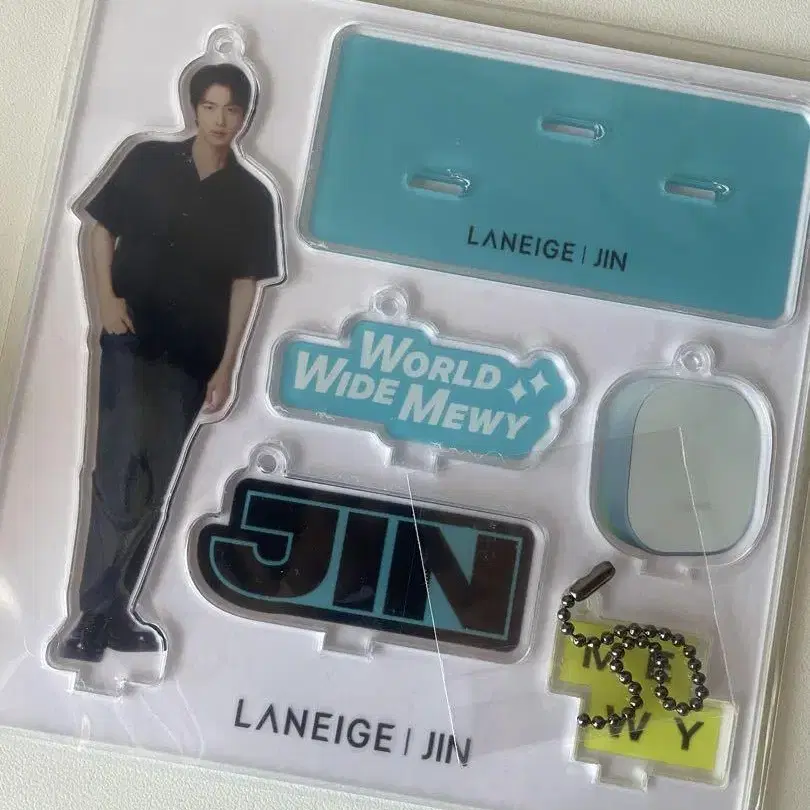 LANEIGE | JIN
WORLD
WIDE MEWY
JIN
M E
W Y
LANEIGE | JIN